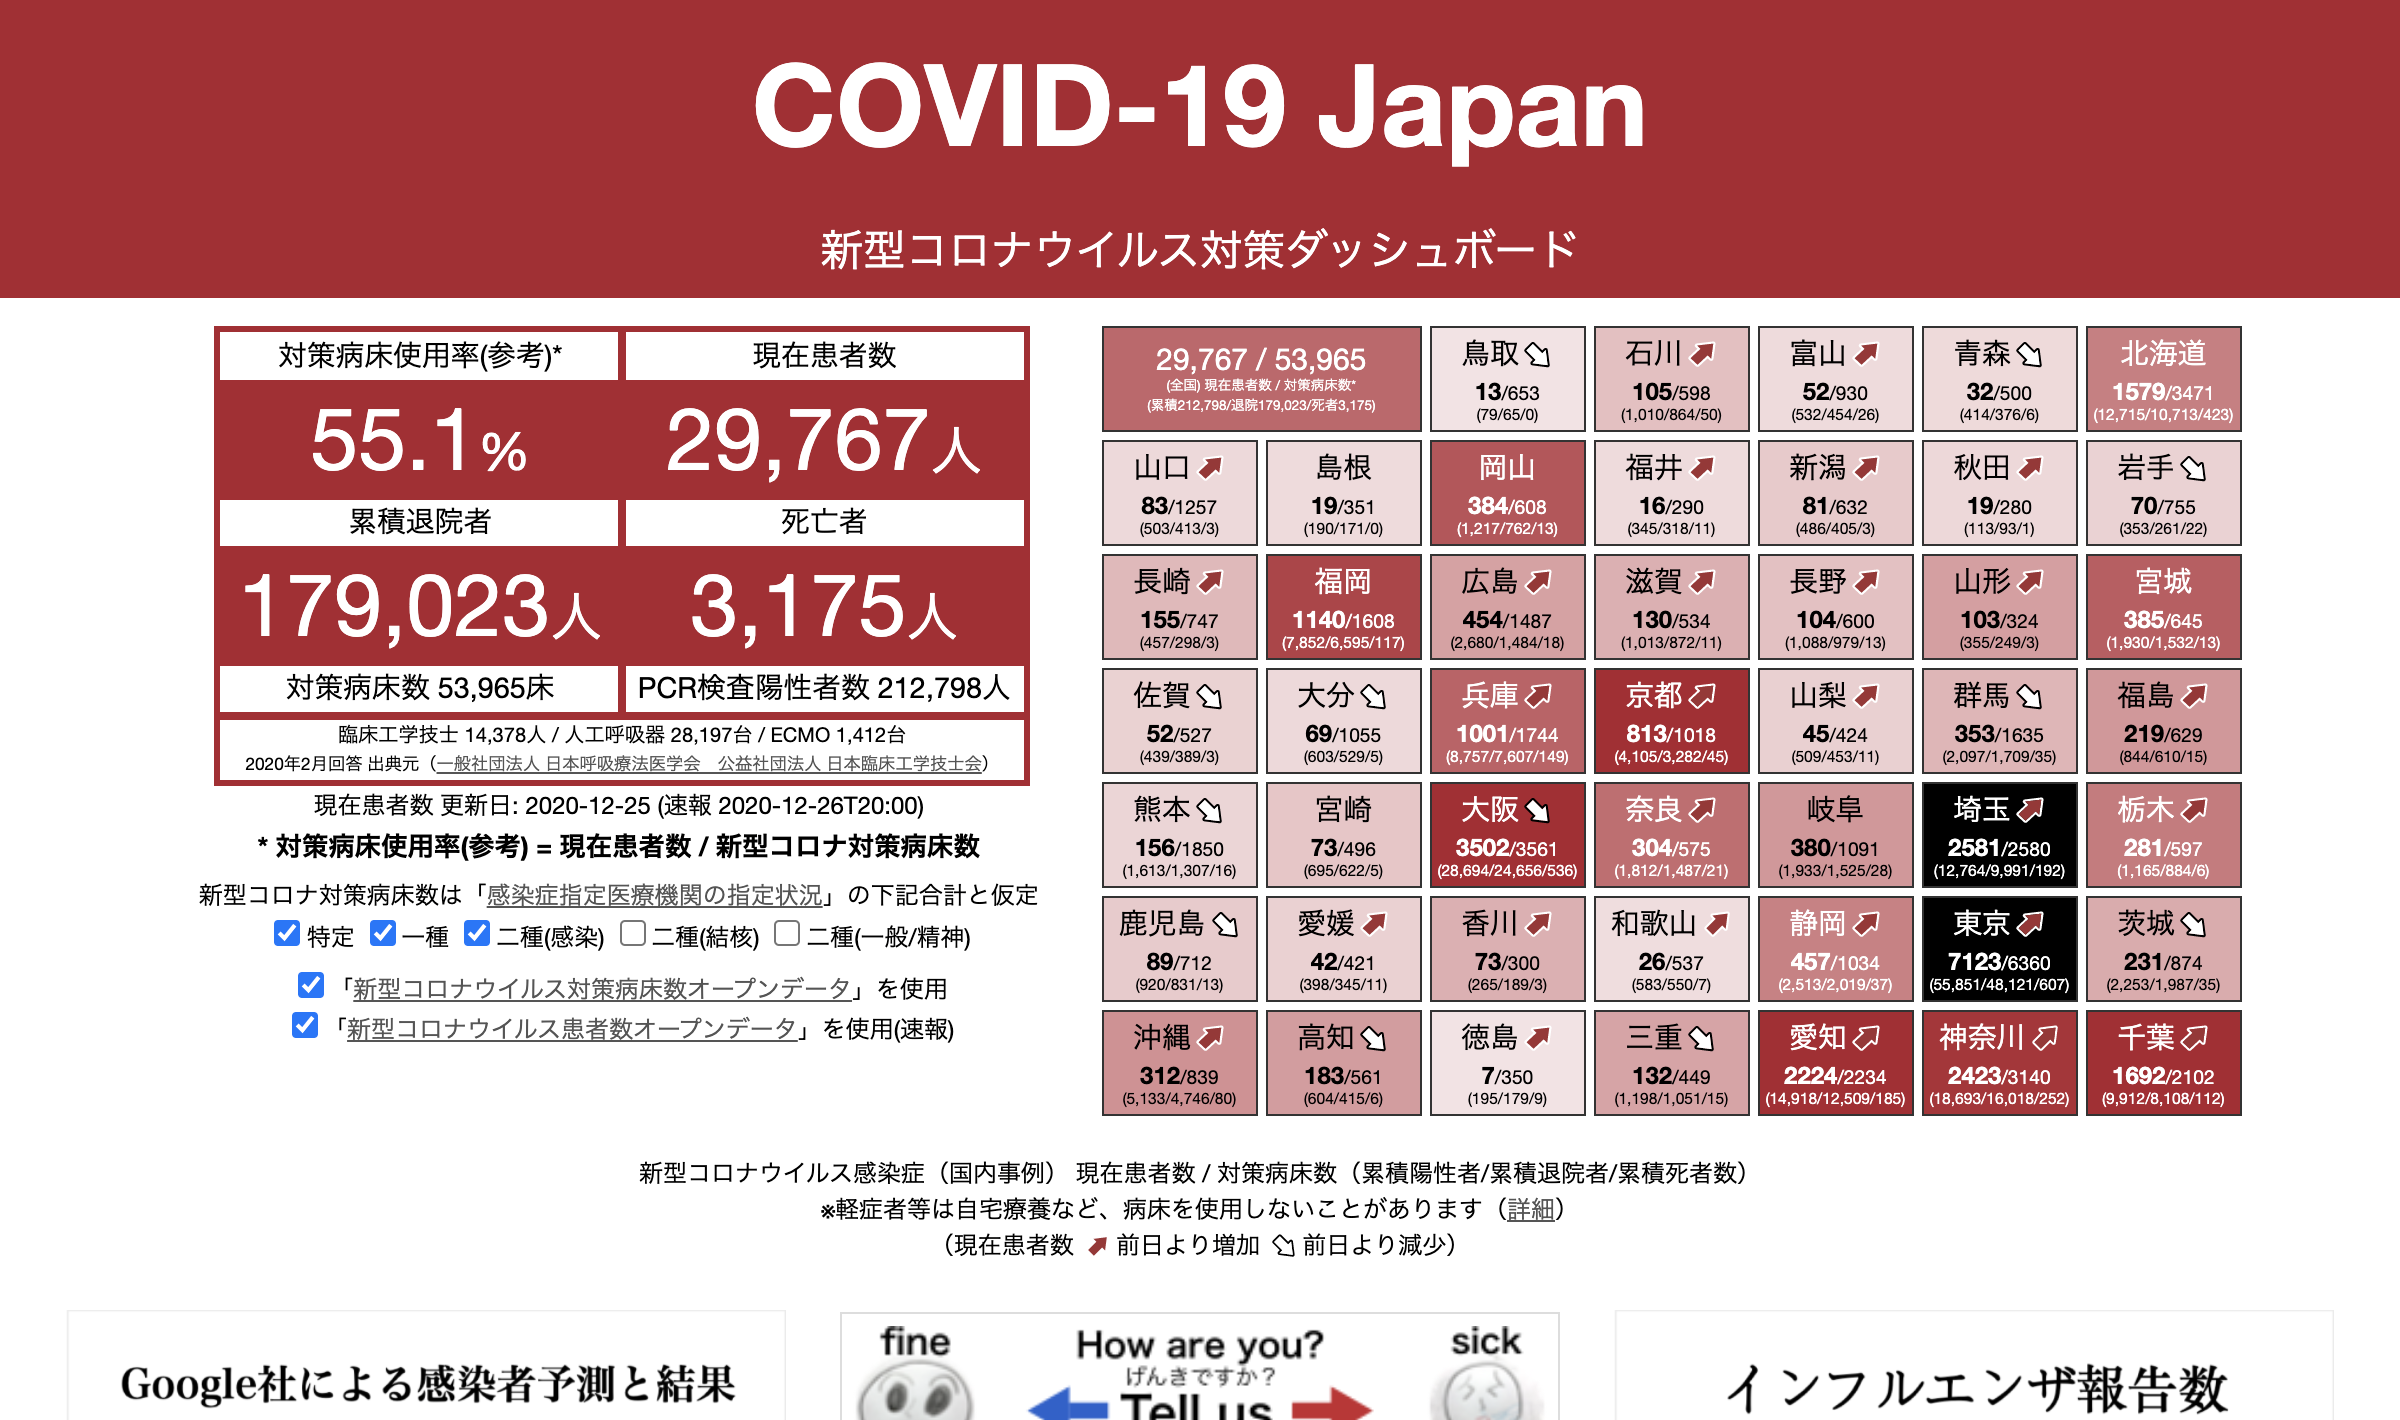 COVID-19 Japan
新型コロナウイルス対策ダッシュボード
対策病床使用率(参考)*
現在患者数
55.1%
29,767人
累積退院者
死亡者
179,023人
3,175人
対策病床数 53,965床
PCR検査陽性者数 212,798人
臨床工学技士 14,378人 / 人工呼吸器 28,197台 / ECMO 1,412台
2020年2月回答 出典元（一般社団法人 日本呼吸療法医学会　公益社団法人 日本臨床工学技士会）
現在患者数 更新日: 2020-12-25 (速報 2020-12-26T20:00)
* 対策病床使用率(参考) = 現在患者数 / 新型コロナ対策病床数
新型コロナ対策病床数は「感染症指定医療機関の指定状況」の下記合計と仮定
特定 一種 二種(感染) 二種(結核) 二種(一般/精神)
「新型コロナウイルス対策病床数オープンデータ」を使用
「新型コロナウイルス患者数オープンデータ」を使用(速報)
29,767 / 53,965
(全国) 現在患者数 / 対策病床数*
(累積212,798/退院179,023/死者3,175)
鳥取
13/653
(79/65/0)
石川
105/598
(1,010/864/50)
富山
52/930
(532/454/26)
青森
32/500
(414/376/6)
北海道
1579/3471
(12,715/10,713/423)
山口
83/1257
(503/413/3)
島根
19/351
(190/171/0)
岡山
384/608
(1,217/762/13)
福井
16/290
(345/318/11)
新潟
81/632
(486/405/3)
秋田
19/280
(113/93/1)
岩手
70/755
(353/261/22)
長崎
155/747
(457/298/3)
福岡
1140/1608
(7,852/6,595/117)
広島
454/1487
(2,680/1,484/18)
滋賀
130/534
(1,013/872/11)
長野
104/600
(1,088/979/13)
山形
103/324
(355/249/3)
宮城
385/645
(1,930/1,532/13)
佐賀
52/527
(439/389/3)
大分
69/1055
(603/529/5)
兵庫
1001/1744
(8,757/7,607/149)
京都
813/1018
(4,105/3,282/45)
山梨
45/424
(509/453/11)
群馬
353/1635
(2,097/1,709/35)
福島
219/629
(844/610/15)
熊本
156/1850
(1,613/1,307/16)
宮崎
73/496
(695/622/5)
大阪
3502/3561
(28,694/24,656/536)
奈良
304/575
(1,812/1,487/21)
岐阜
380/1091
(1,933/1,525/28)
埼玉
2581/2580
(12,764/9,991/192)
栃木
281/597
(1,165/884/6)
鹿児島
89/712
(920/831/13)
愛媛
42/421
(398/345/11)
香川
73/300
(265/189/3)
和歌山
26/537
(583/550/7)
静岡
457/1034
(2,513/2,019/37)
東京
7123/6360
(55,851/48,121/607)
茨城
231/874
(2,253/1,987/35)
沖縄
312/839
(5,133/4,746/80)
高知
183/561
(604/415/6)
徳島
7/350
(195/179/9)
三重
132/449
(1,198/1,051/15)
愛知
2224/2234
(14,918/12,509/185)
神奈川
2423/3140
(18,693/16,018/252)
千葉
1692/2102
(9,912/8,108/112)
新型コロナウイルス感染症（国内事例） 現在患者数 / 対策病床数（累積陽性者/累積退院者/累積死者数）
※軽症者等は自宅療養など、病床を使用しないことがあります（詳細）
（現在患者数 前日より増加 前日より減少）
Google社による感染者予測と結果
fine
How are you?
sick
げんきですか？
Tell us
インフルエンザ報告数